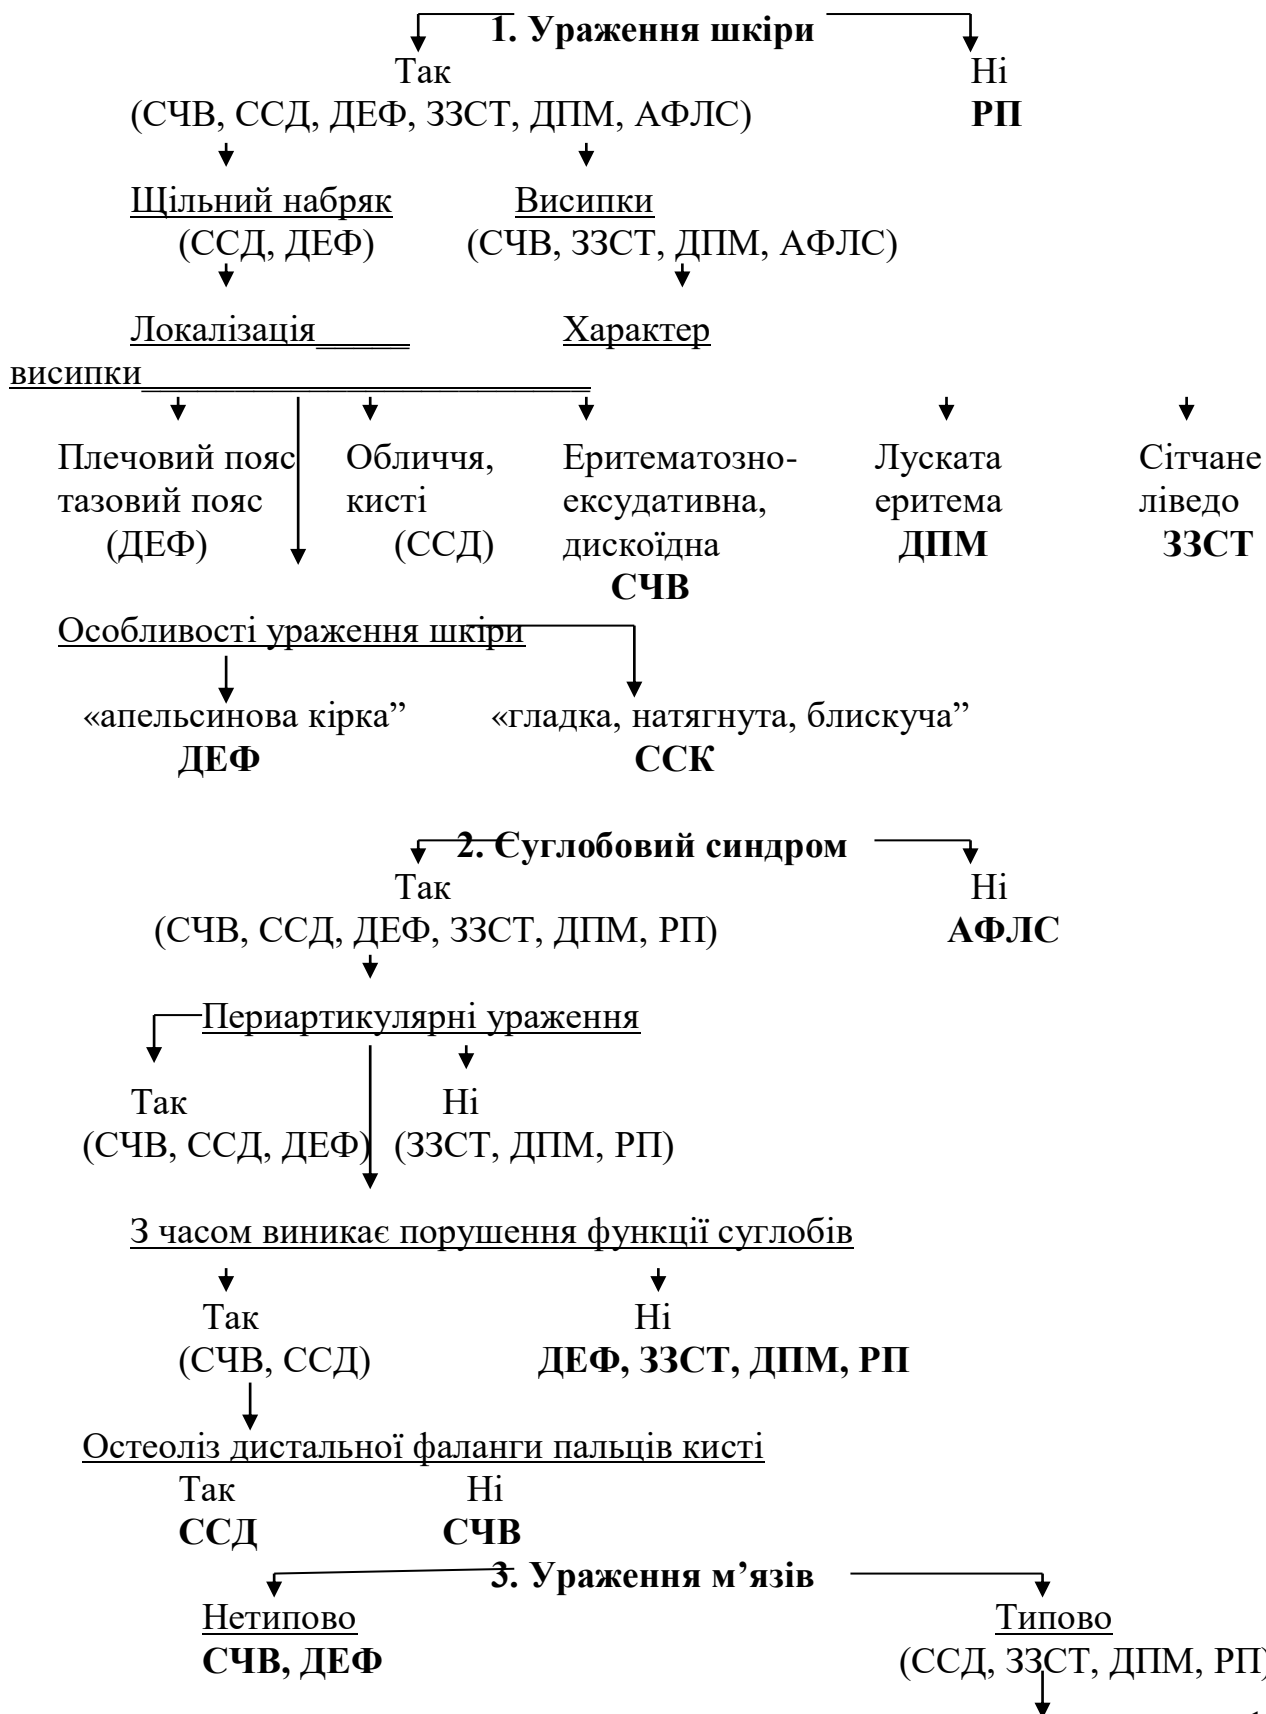 1. Ураження шкіри
Так Ні
(СЧВ, ССД, ДЕФ, ЗЗСТ, ДПМ, АФЛС) РП
Щільний набряк Висипки
(ССД, ДЕФ) (СЧВ, ЗЗСТ, ДПМ, АФЛС)
Локалізація_____ Характер
висипки________________________
Плечовий пояс Обличчя, Еритематозно- Луската Сітчане
тазовий пояс кисті ексудативна, еритема ліведо
(ДЕФ) (ССД) дискоїдна ДПМ ЗЗСТ
СЧВ
Особливості ураження шкіри
«апельсинова кірка” «гладка, натягнута, блискуча”
ДЕФ ССК
2. Суглобовий синдром
Так Ні
(СЧВ, ССД, ДЕФ, ЗЗСТ, ДПМ, РП) АФЛС
Периартикулярні ураження
Так Ні
(СЧВ, ССД, ДЕФ) (ЗЗСТ, ДПМ, РП)
З часом виникає порушення функції суглобів
Так Ні
(СЧВ, ССД) ДЕФ, ЗЗСТ, ДПМ, РП
Остеоліз дистальної фаланги пальців кисті
Так Ні
ССД СЧВ
3. Ураження м’язів
Нетипово Типово
СЧВ, ДЕФ (ССД, ЗЗСТ, ДПМ, РП)